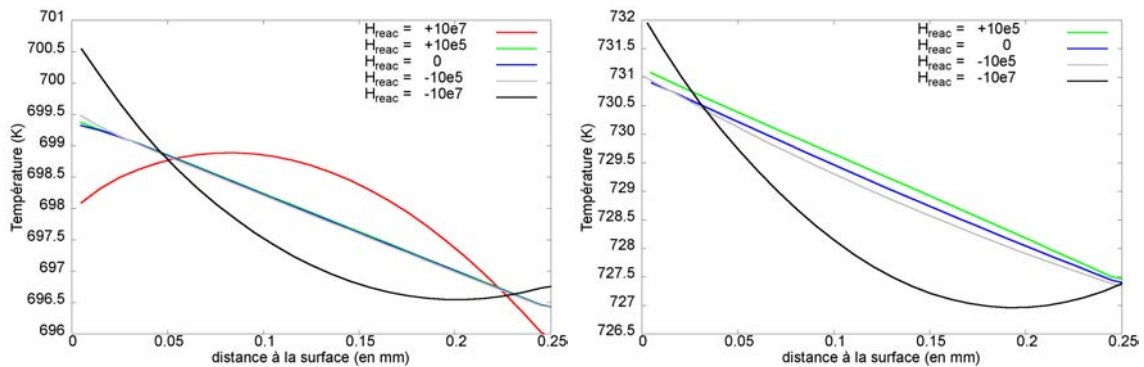 701
700.5
700
699.5
699
698.5
698
697.5
697
696.5
696
0
0.05
0.1
0.15
0.2
0.25
Température (K)
distance à la surface (en mm)
Hreac = +10e7
Hreac = +10e5
Hreac = 0
Hreac = -10e5
Hreac = -10e7
732
731.5
731
730.5
730
729.5
729
728.5
728
727.5
727
726.5
0
0.05
0.1
0.15
0.2
0.25
Température (K)
distance à la surface (en mm)
Hreac = +10e5
Hreac = 0
Hreac = -10e5
Hreac = -10e7